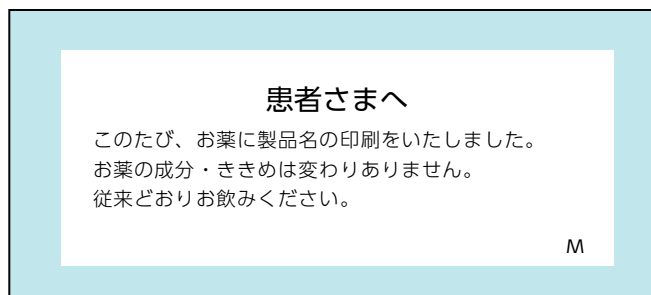 患者さまへ
このたび、お薬に製品名の印刷をいたしました。
お薬の成分・ききめは変わりありません。
従来どおりお飲みください。
M